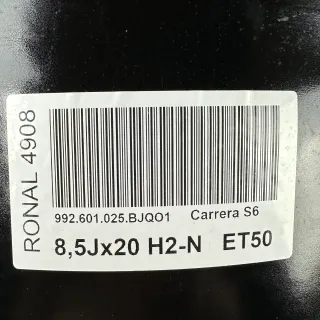 RONAL 4908
992.601.025.BJQO1 Carrera S6
8,5Jx20 H2-N ET50